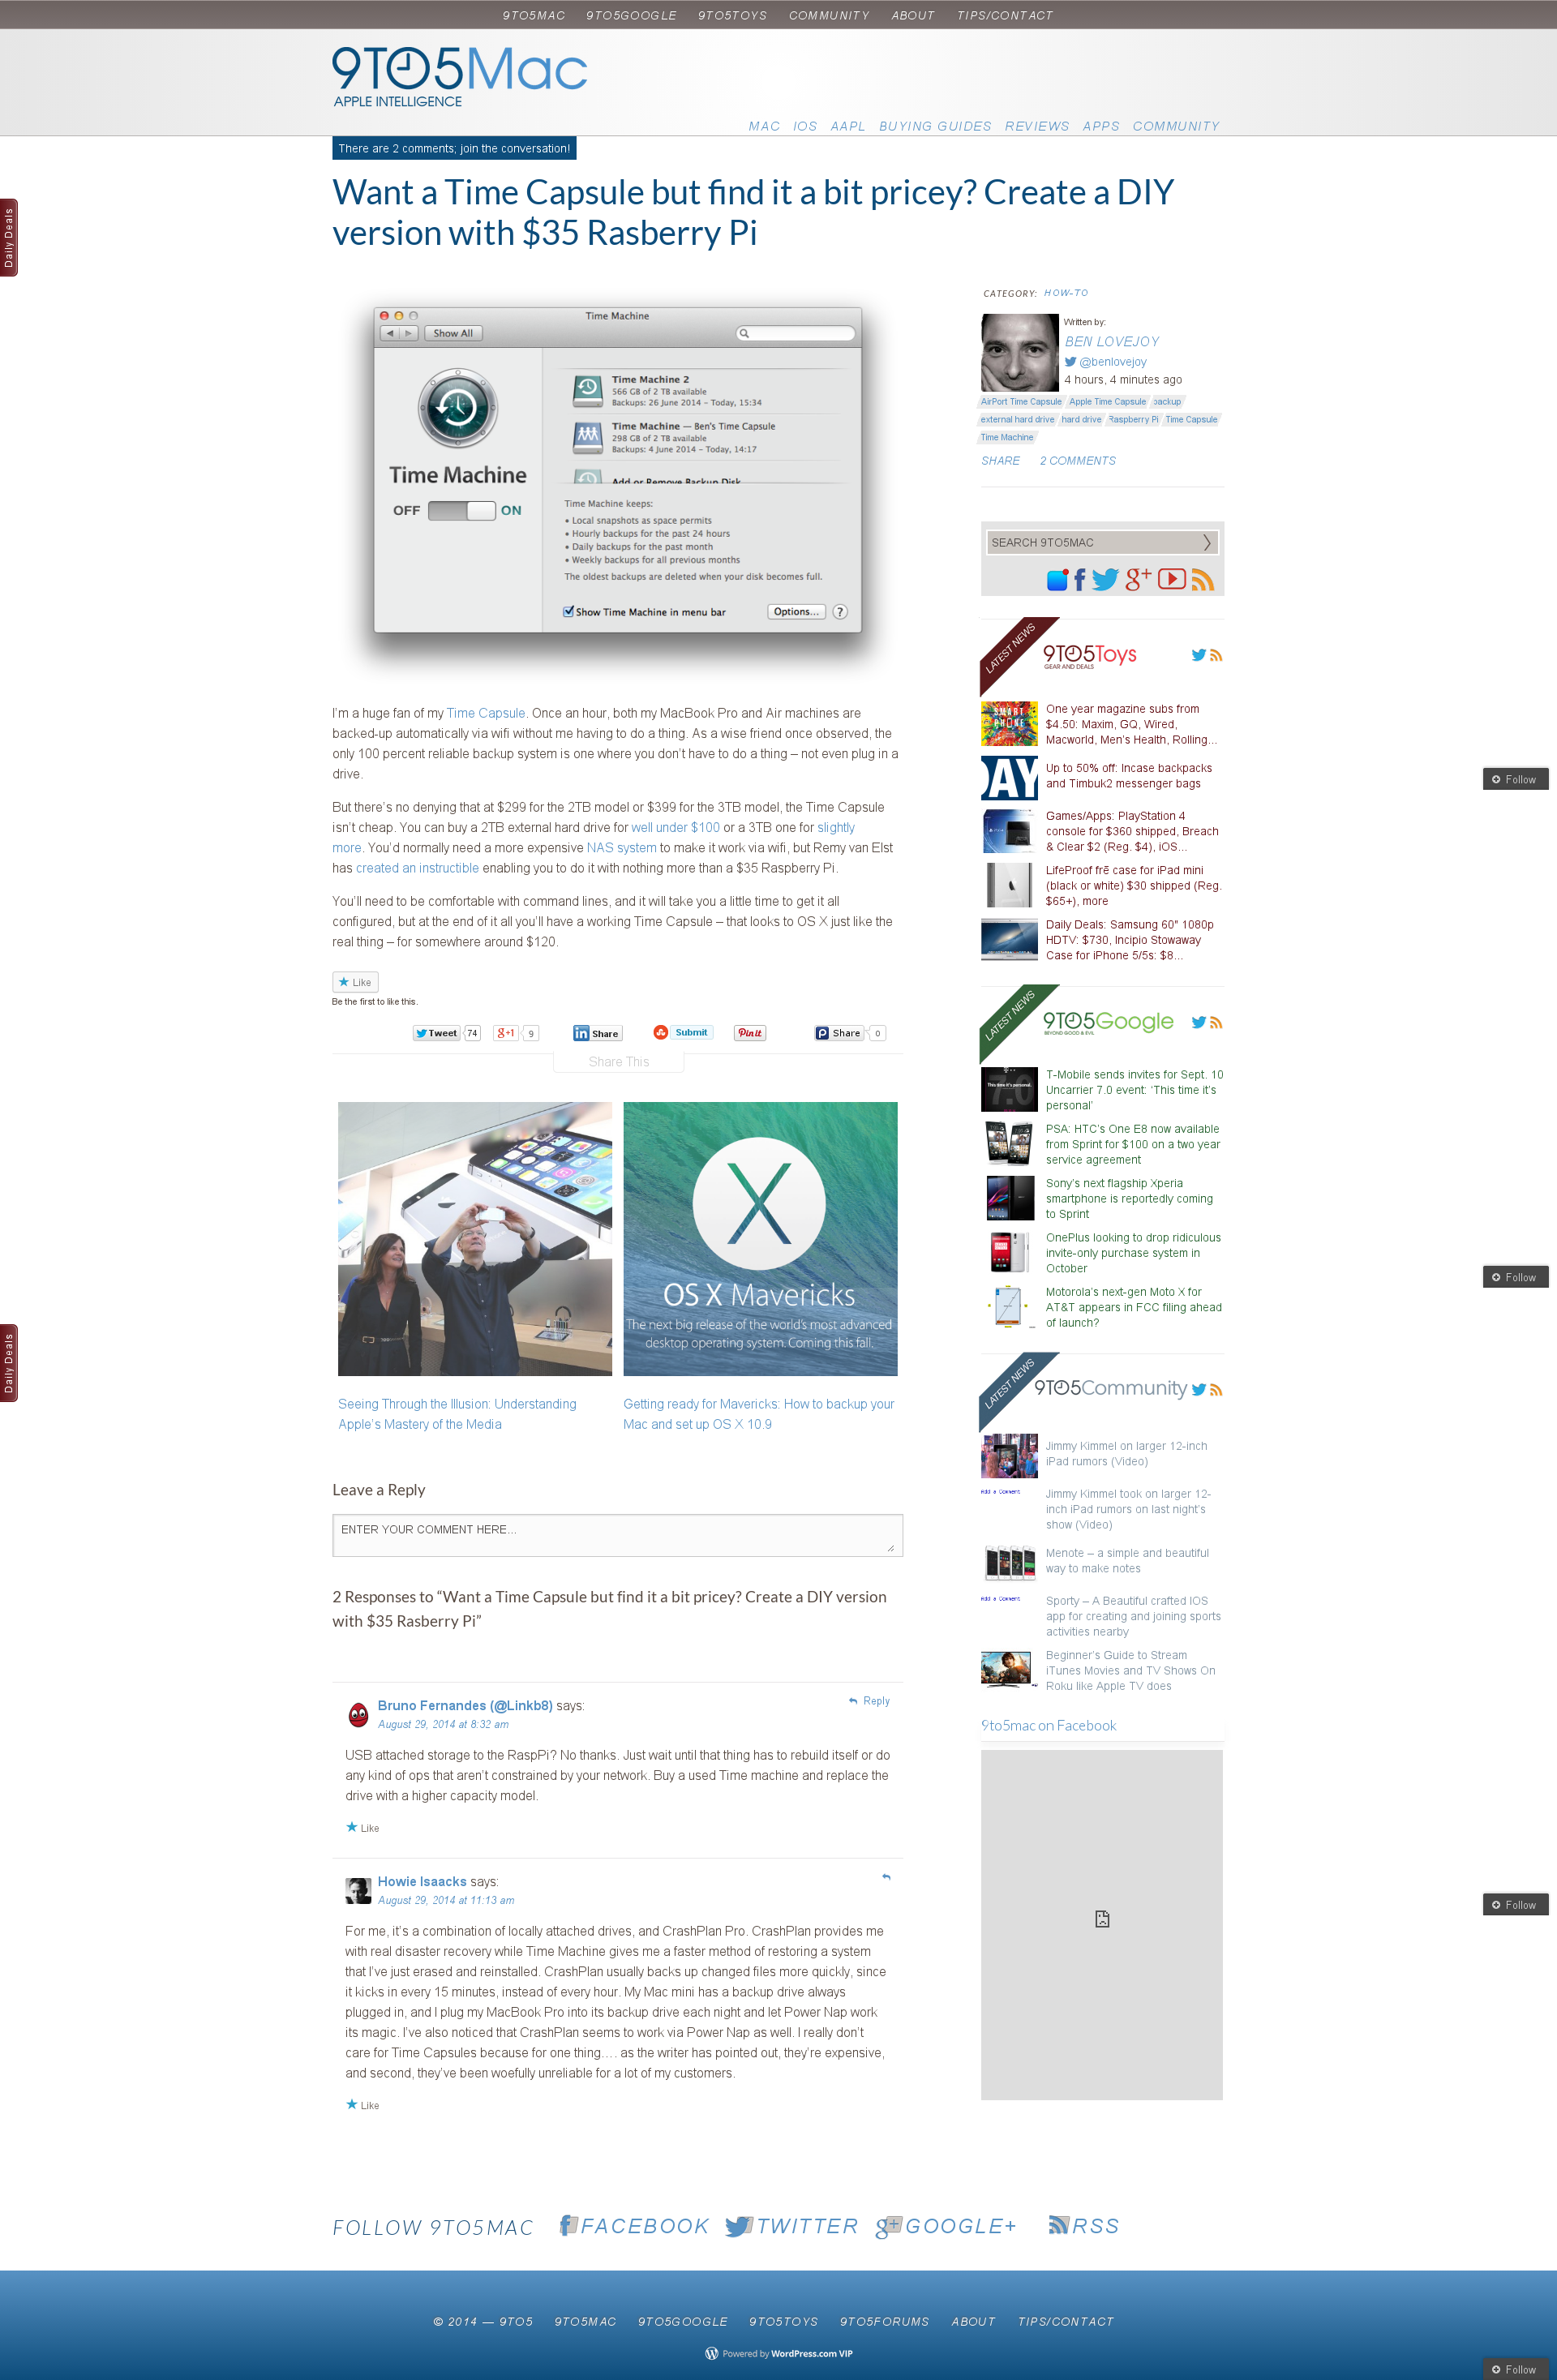 9TO5MAC 9TO5GOOGLE 9TO5TOYS COMMUNITY ABOUT TIPS/CONTACT
9TO5Mac
APPLE INTELLIGENCE
MAC IOS AAPL BUYING GUIDES REVIEWS APPS COMMUNITY
There are 2 comments; join the conversation!
Want a Time Capsule but find it a bit pricey? Create a DIY
version with $35 Rasberry Pi
Daily Deals
Time Machine
Show All
Time Machine
OFF ON
Time Machine 2
566 GB of 2 TB available
Backups: 26 June 2014 - Today, 15:34
Ben's Time Capsule
298 GB of 2 TB available
Backups: 4 June 2014 - Today, 14:17
Add or Remove Backup Disk
Time Machine keeps:
• Local snapshots as space permits
• Hourly backups for the past 24 hours
• Daily backups for the past month
• Weekly backups for all previous months
The oldest backups are deleted when your disk becomes full.
Show Time Machine in menu bar
Options...
?
I'm a huge fan of my Time Capsule. Once an hour, both my MacBook Pro and Air machines are
backed-up automatically via wifi without me having to do a thing. As a wise friend once observed, the
only 100 percent reliable backup system is one where you don't have to do a thing – not even plug in a
drive.
But there's no denying that at $299 for the 2TB model or $399 for the 3TB model, the Time Capsule
isn't cheap. You can buy a 2TB external hard drive for well under $100 or a 3TB one for slightly
more. You'd normally need a more expensive NAS system to make it work via wifi, but Remy van Elst
has created an instructible enabling you to do it with nothing more than a $35 Raspberry Pi.
You'll need to be comfortable with command lines, and it will take you a little time to get it all
configured, but at the end of it all you'll have a working Time Capsule – that looks to OS X just like the
real thing – for somewhere around $120.
Like
Be the first to like this.
Tweet 74 g+1 9 in Share Submit Pin it Share 0
Share This
X
OS X Mavericks
The next big release of the world's most advanced
desktop operating system. Coming this fall.
Seeing Through the Illusion: Understanding
Apple's Mastery of the Media
Getting ready for Mavericks: How to backup your
Mac and set up OS X 10.9
Leave a Reply
ENTER YOUR COMMENT HERE...
2 Responses to “Want a Time Capsule but find it a bit pricey? Create a DIY version
with $35 Rasberry Pi”
Bruno Fernandes (@Linkb8) says:
Reply
August 29, 2014 at 8:32 am
USB attached storage to the RaspPi? No thanks. Just wait until that thing has to rebuild itself or do
any kind of ops that aren't constrained by your network. Buy a used Time machine and replace the
drive with a higher capacity model.
Like
Howie Isaacks says:
August 29, 2014 at 11:13 am
For me, it's a combination of locally attached drives, and CrashPlan Pro. CrashPlan provides me
with real disaster recovery while Time Machine gives me a faster method of restoring a system
that I've just erased and reinstalled. CrashPlan usually backs up changed files more quickly, since
it kicks in every 15 minutes, instead of every hour. My Mac mini has a backup drive always
plugged in, and I plug my MacBook Pro into its backup drive each night and let Power Nap work
its magic. I've also noticed that CrashPlan seems to work via Power Nap as well. I really don't
care for Time Capsules because for one thing…. as the writer has pointed out, they're expensive,
and second, they've been woefully unreliable for a lot of my customers.
Like
CATEGORY: HOW-TO
Written by:
BEN LOVEJOY
@benlovejoy
4 hours, 4 minutes ago
AirPort Time Capsule Apple Time Capsule backup
external hard drive hard drive Raspberry Pi Time Capsule
Time Machine
SHARE 2 COMMENTS
SEARCH 9TO5MAC
LATEST NEWS
9TO5Toys
GEAR AND DEALS
SMART PHONE
One year magazine subs from
$4.50: Maxim, GQ, Wired,
Macworld, Men's Health, Rolling...
DAY
Up to 50% off: Incase backpacks
and Timbuk2 messenger bags
Games/Apps: PlayStation 4
console for $360 shipped, Breach
& Clear $2 (Reg. $4), iOS...
LifeProof frē case for iPad mini
(black or white) $30 shipped (Reg.
$65+), more
Daily Deals: Samsung 60" 1080p
HDTV: $730, Incipio Stowaway
Case for iPhone 5/5s: $8...
LATEST NEWS
9TO5Google
BEYOND GOOD & EVIL
This time it's personal.
7.0
T-Mobile sends invites for Sept. 10
Uncarrier 7.0 event: ‘This time it's
personal’
PSA: HTC's One E8 now available
from Sprint for $100 on a two year
service agreement
Sony's next flagship Xperia
smartphone is reportedly coming
to Sprint
OnePlus looking to drop ridiculous
invite-only purchase system in
October
Motorola's next-gen Moto X for
AT&T appears in FCC filing ahead
of launch?
LATEST NEWS
9TO5Community
Jimmy Kimmel on larger 12-inch
iPad rumors (Video)
Add a Comment
Jimmy Kimmel took on larger 12-
inch iPad rumors on last night's
show (Video)
Menote – a simple and beautiful
way to make notes
Add a Comment
Sporty – A Beautiful crafted IOS
app for creating and joining sports
activities nearby
Beginner's Guide to Stream
iTunes Movies and TV Shows On
Roku like Apple TV does
9to5mac on Facebook
Follow
Follow
Daily Deals
Follow
FOLLOW 9TO5MAC FACEBOOK TWITTER GOOGLE+ RSS
© 2014 — 9TO5 9TO5MAC 9TO5GOOGLE 9TO5TOYS 9TO5FORUMS ABOUT TIPS/CONTACT
Powered by WordPress.com VIP
Follow